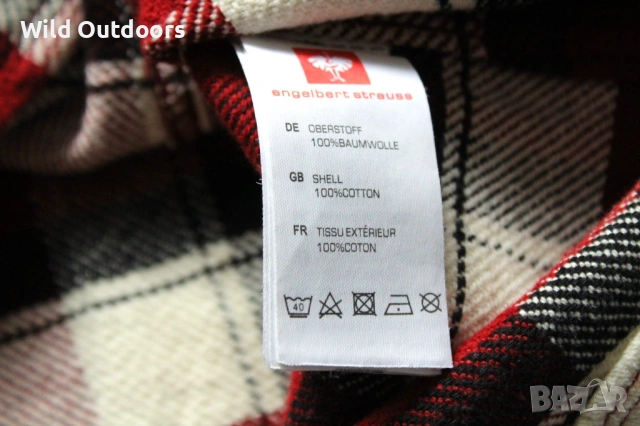 Wild Outdoors
engelbert strauss
DE OBERSTOFF
100%BAUMWOLLE
GB SHELL
100%COTTON
FR TISSU EXTÉRIEUR
100%COTON
40
BAZAR